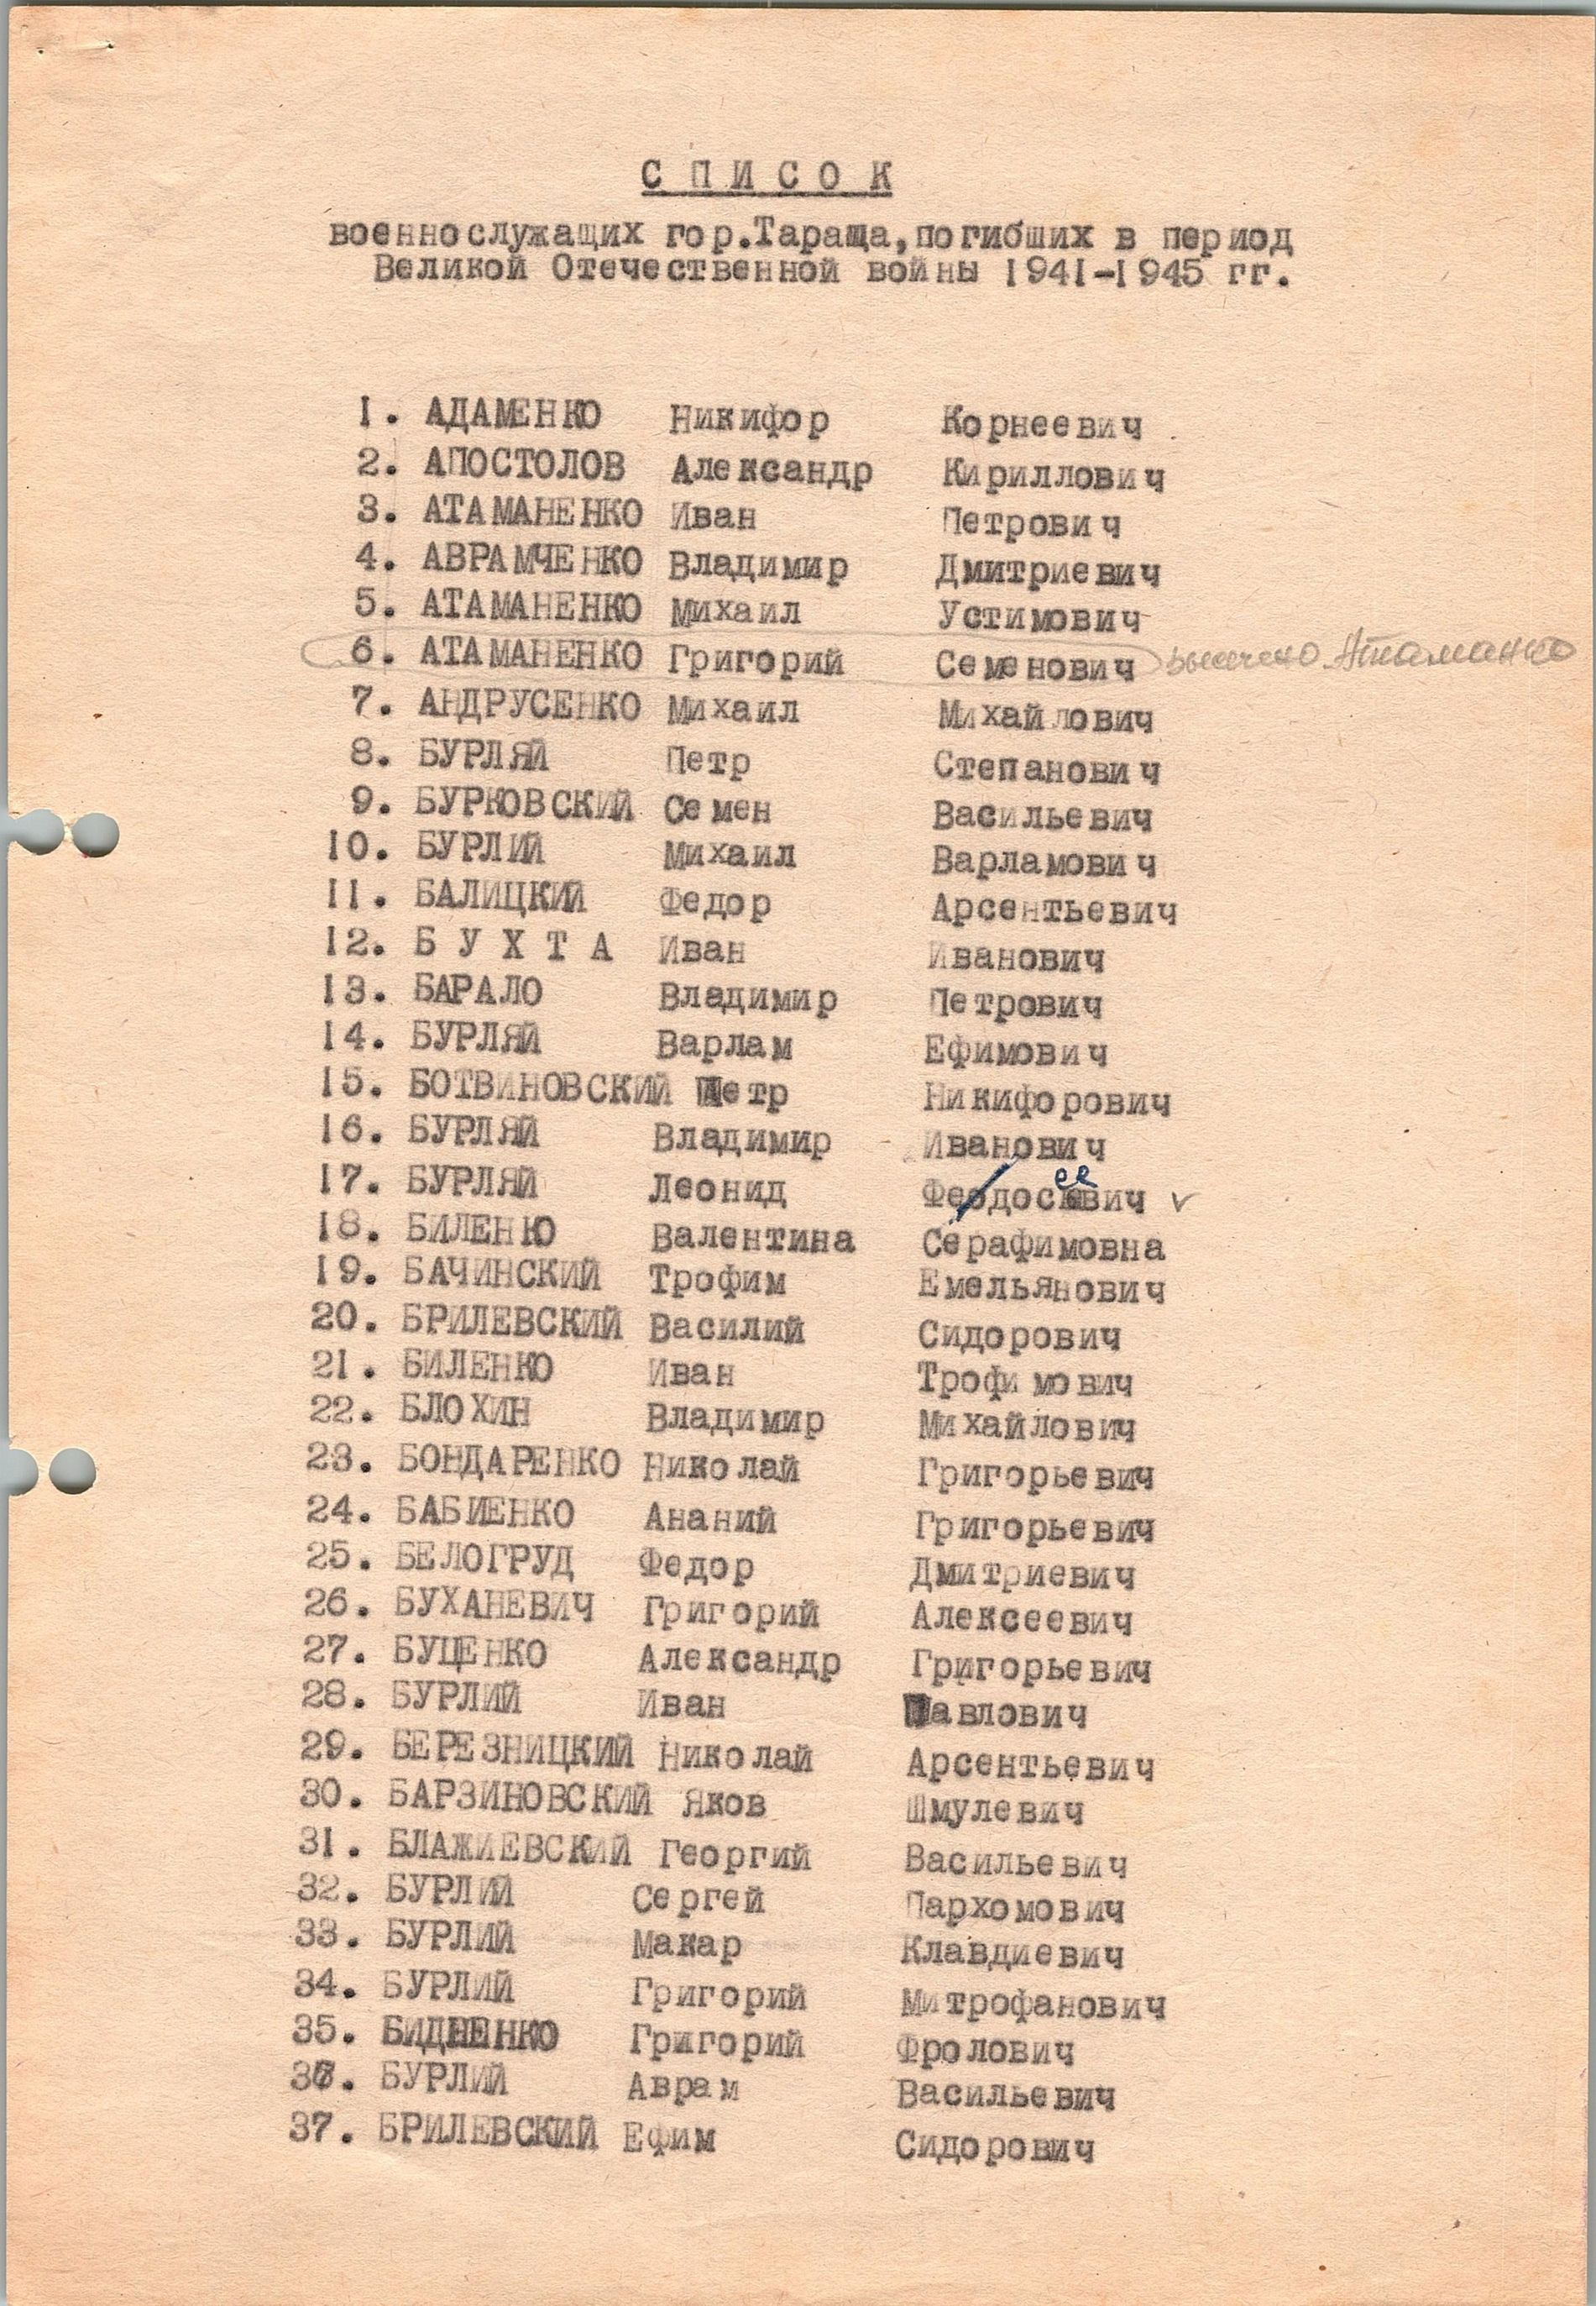 СПИСОК
военнослужащих гор.Тараща,погибших в период
Великой Отечественной войны 1941-1945 гг.
1. АДАМЕНКО Никифор Корнеевич
2. АПОСТОЛОВ Александр Кириллович
3. АТАМАНЕНКО Иван Петрович
4. АВРАМЧЕНКО Владимир Дмитриевич
5. АТАМАНЕНКО Михаил Устимович
6. АТАМАНЕНКО Григорий Семенович Атаманко
7. АНДРУСЕНКО Михаил Михайлович
8. БУРЛЯЙ Петр Степанович
9. БУРКОВСКИЙ Семен Васильевич
10. БУРЛИЙ Михаил Варламович
11. БАЛИЦКИЙ Федор Арсентьевич
12. БУХТА Иван Иванович
13. БАРАЛО Владимир Петрович
14. БУРЛЯЙ Варлам Ефимович
15. БОТВИНОВСКИЙ Петр Никифорович
16. БУРЛЯЙ Владимир Иванович
17. БУРЛЯЙ Леонид Федосеевич
18. БИЛЕНКО Валентина Серафимовна
19. БАЧИНСКИЙ Трофим Емельянович
20. БРИЛЕВСКИЙ Василий Сидорович
21. БИЛЕНКО Иван Трофимович
22. БЛОХИН Владимир Михайлович
23. БОНДАРЕНКО Николай Григорьевич
24. БАБИЕНКО Ананий Григорьевич
25. БЕЛОГРУД Федор Дмитриевич
26. БУХАНЕВИЧ Григорий Алексеевич
27. БУЦЕНКО Александр Григорьевич
28. БУРЛИЙ Иван Павлович
29. БЕРЕЗНИЦКИЙ Николай Арсентьевич
30. БАРЗИНОВСКИЙ Яков Шмулевич
31. БЛАЖИЕВСКИЙ Георгий Васильевич
32. БУРЛИЙ Сергей Пархомович
33. БУРЛИЙ Макар Клавдиевич
34. БУРЛИЙ Григорий Митрофанович
35. Григорий Фролович
36. БУРЛИЙ Аврам Васильевич
37. БРИЛЕВСКИЙ Ефим Сидорович